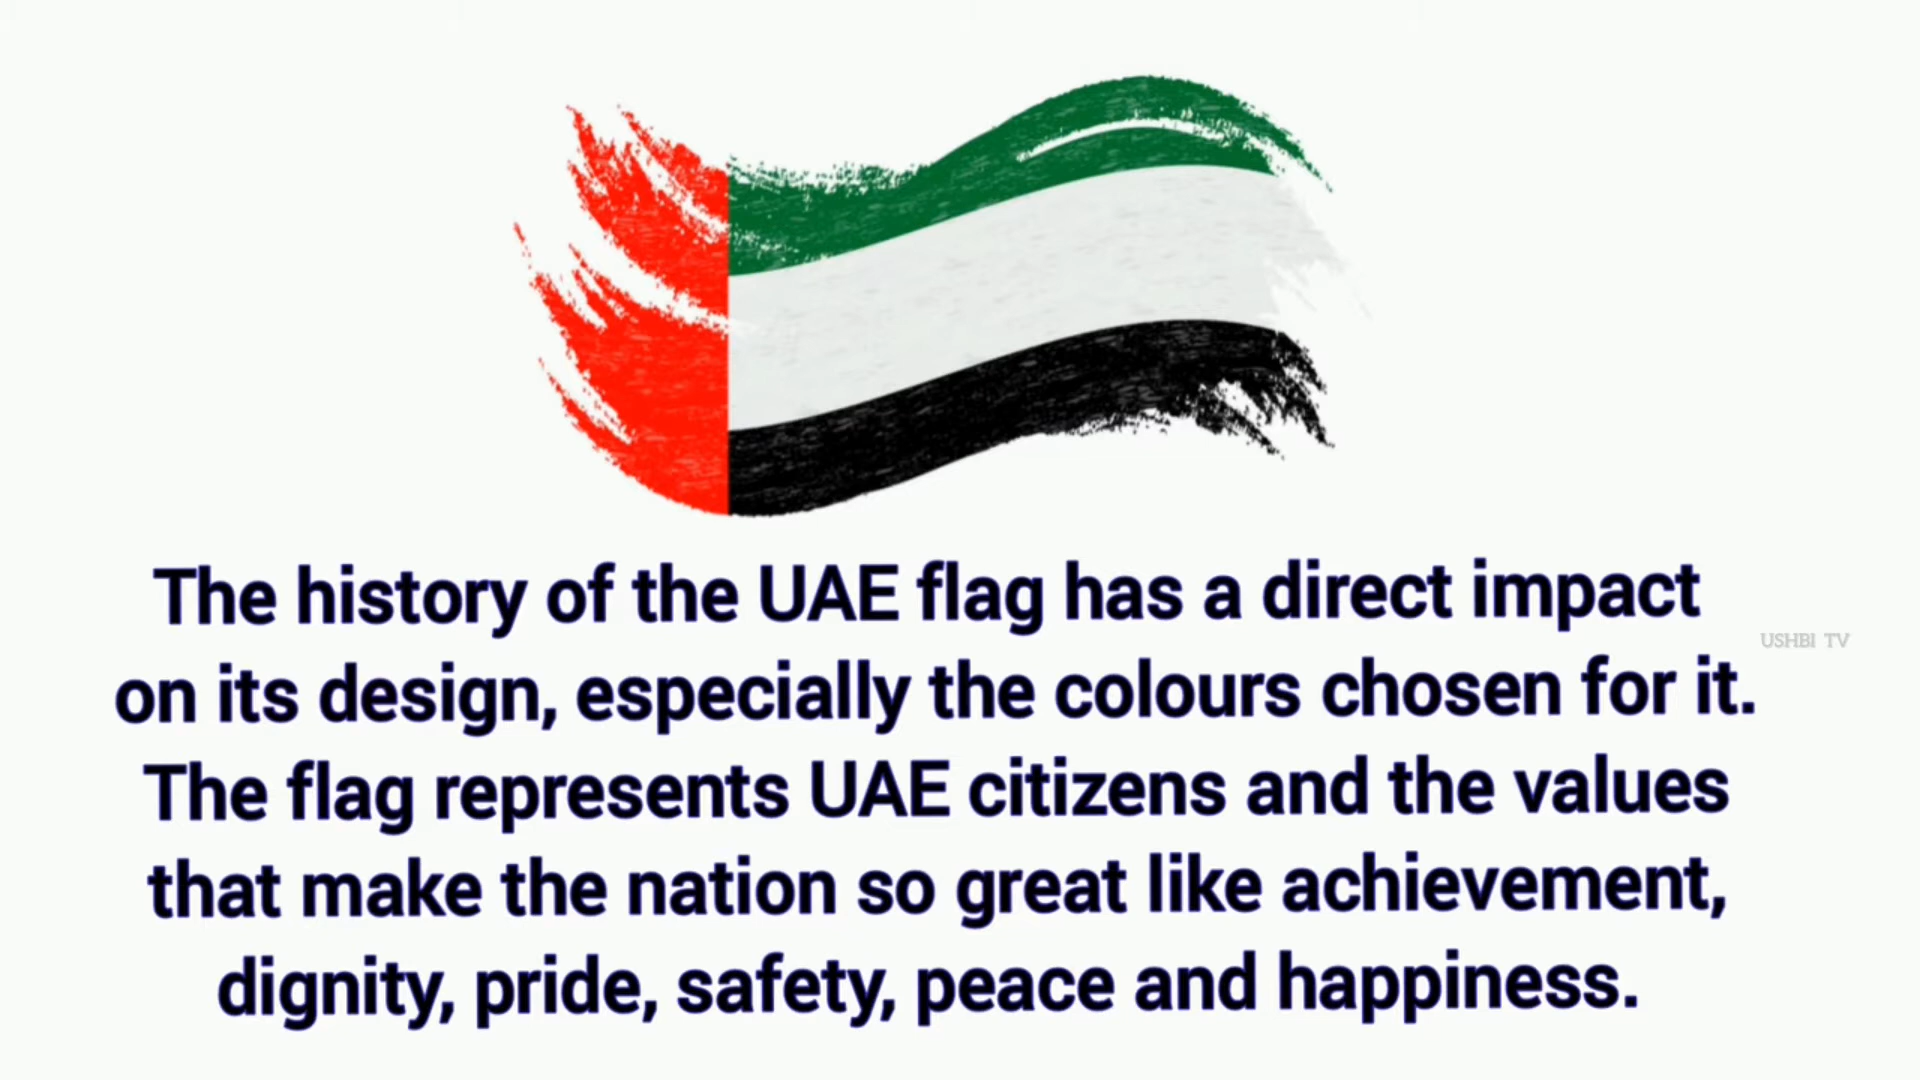 The history of the UAE flag has a direct impact
on its design, especially the colours chosen for it.
The flag represents UAE citizens and the values
that make the nation so great like achievement,
dignity, pride, safety, peace and happiness.
USHBI TV